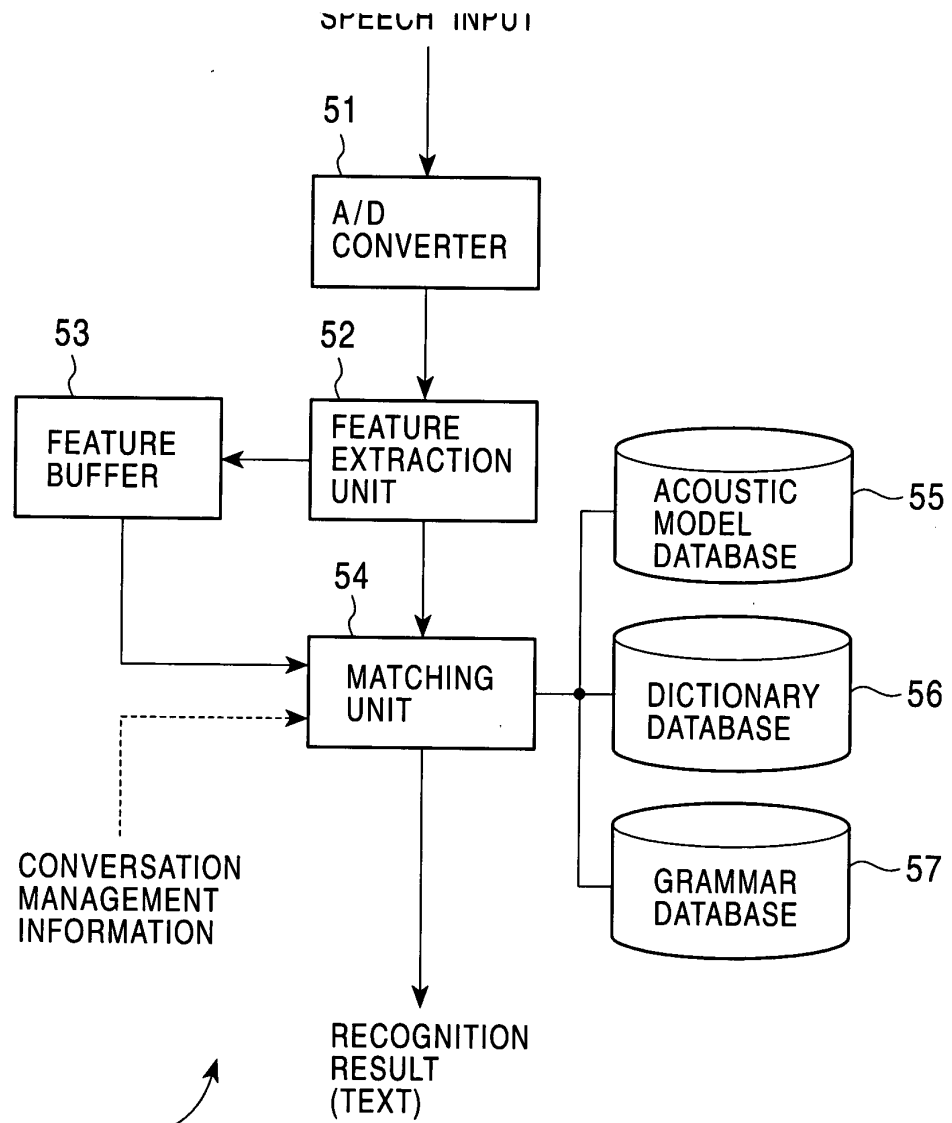 SPEECH INPUT
51
A/D
CONVERTER
53
52
FEATURE
BUFFER
FEATURE
EXTRACTION
UNIT
ACOUSTIC
MODEL
DATABASE
55
54
MATCHING
UNIT
DICTIONARY
DATABASE
56
CONVERSATION
MANAGEMENT
INFORMATION
GRAMMAR
DATABASE
57
RECOGNITION
RESULT
(TEXT)